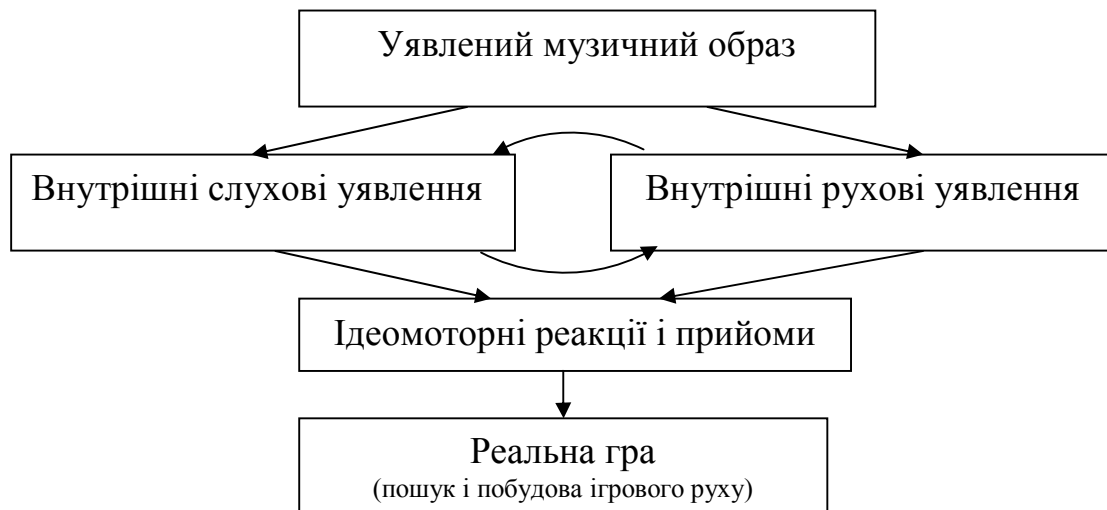 Уявлений музичний образ
Внутрішні слухові уявлення
Внутрішні рухові уявлення
Ідеомоторні реакції і прийоми
Реальна гра
(пошук і побудова ігрового руху)